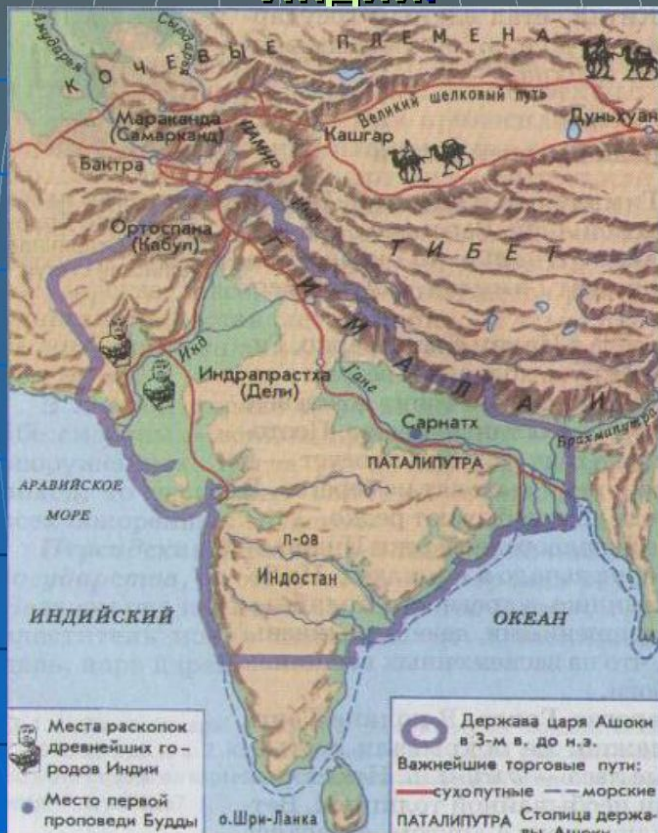 Амударья
Сырдарья
КОЧЕВЫЕ ПЛЕМЕНА
Мараканда
(Самарканд)
ПАМИР
Великий шелковый путь
Кашгар
Дуньхуан
Бактра
Ортоспана
(Кабул)
Инд
ТИБЕТ
ГИМАЛАИ
Инд
Индрапрастха
(Дели)
Ганг
Сарнатх
Брахмапутра
ПАТАЛИПУТРА
АРАВИЙСКОЕ
МОРЕ
п-ов
Индостан
ИНДИЙСКИЙ
ОКЕАН
Места раскопок
древнейших го-
родов Индии
Место первой
проповеди Будды
о.Шри-Ланка
Держава царя Ашоки
в 3-м в. до н.э.
Важнейшие торговые пути:
сухопутные
морские
ПАТАЛИПУТРА Столица держа-
вы Ашоки